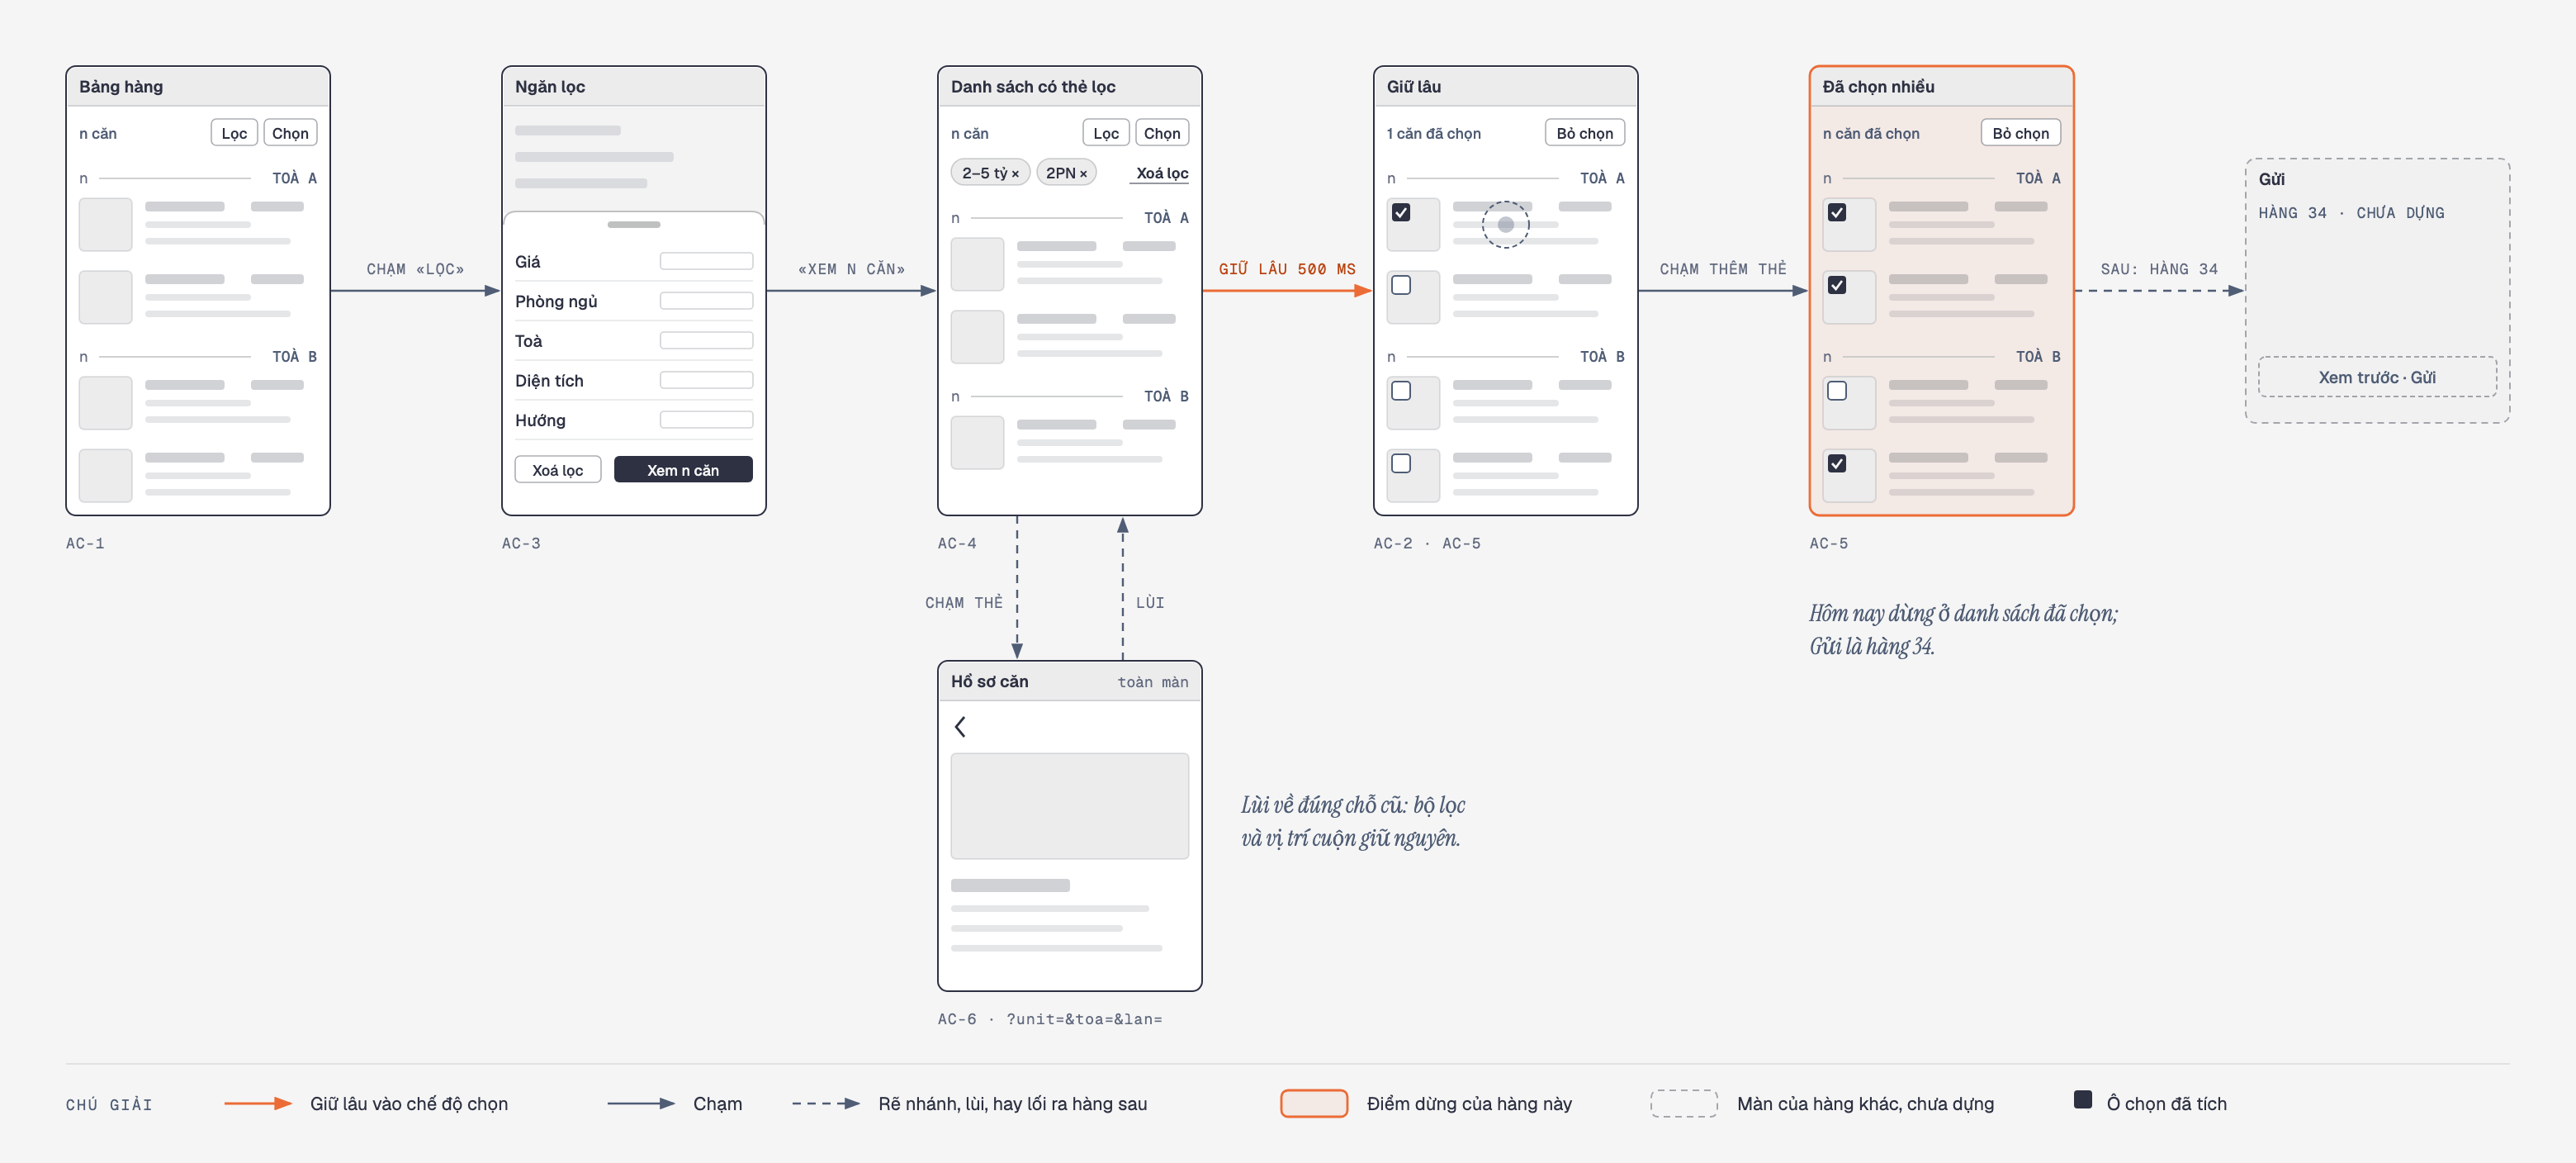 Bảng hàng
n căn
Lọc
Chọn
n
TOÀ A
n
TOÀ B
AC-1
CHẠM «LỌC»
Ngăn lọc
Giá
Phòng ngủ
Toà
Diện tích
Hướng
Xoá lọc
Xem n căn
AC-3
«XEM N CĂN»
Danh sách có thẻ lọc
n căn
Lọc
Chọn
2–5 tỷ ×
2PN ×
Xoá lọc
n
TOÀ A
n
TOÀ B
AC-4
GIỮ LÂU 500 MS
Giữ lâu
1 căn đã chọn
Bỏ chọn
n
TOÀ A
n
TOÀ B
AC-2 · AC-5
CHẠM THÊM THẺ
Đã chọn nhiều
n căn đã chọn
Bỏ chọn
n
TOÀ A
n
TOÀ B
AC-5
SAU: HÀNG 34
Gửi
HÀNG 34 · CHƯA DỰNG
Xem trước · Gửi
Hôm nay dừng ở danh sách đã chọn;
Gửi là hàng 34.
CHẠM THẺ
LÙI
Hồ sơ căn
toàn màn
Lùi về đúng chỗ cũ: bộ lọc
và vị trí cuộn giữ nguyên.
AC-6 · ?unit=&toa=&lan=
CHÚ GIẢI
Giữ lâu vào chế độ chọn
Chạm
Rẽ nhánh, lùi, hay lối ra hàng sau
Điểm dừng của hàng này
Màn của hàng khác, chưa dựng
Ô chọn đã tích